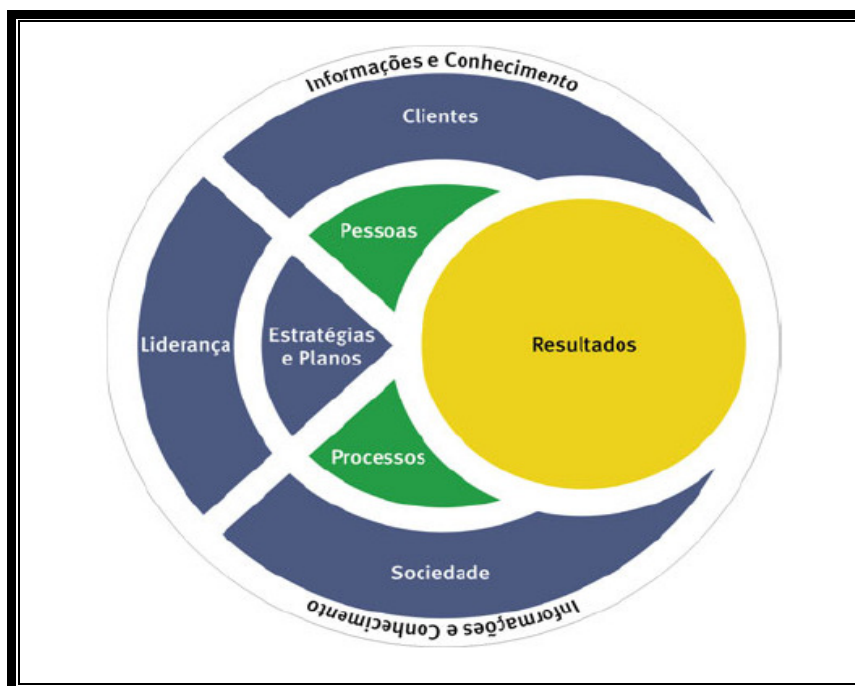 Informações e Conhecimento
Clientes
Pessoas
Liderança
Estratégias
e Planos
Resultados
Processos
Sociedade
Informações e Conhecimento